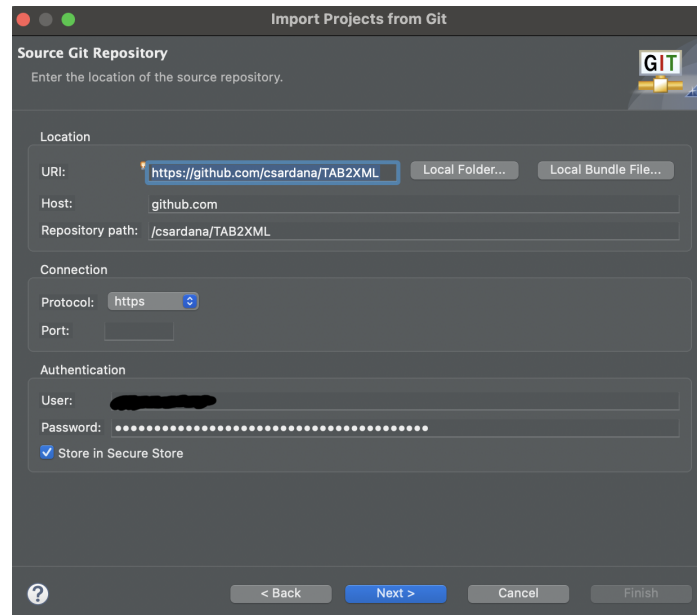 Import Projects from Git
Source Git Repository
Enter the location of the source repository.
GIT
Location
URI: https://github.com/csardana/TAB2XML Local Folder... Local Bundle File...
Host: github.com
Repository path: /csardana/TAB2XML
Connection
Protocol: https
Port:
Authentication
User:
Password: ●●●●●●●●●●●●●●●●●●●●●●●●●●●●●●●●●●●●●●●●
Store in Secure Store
? < Back Next > Cancel Finish